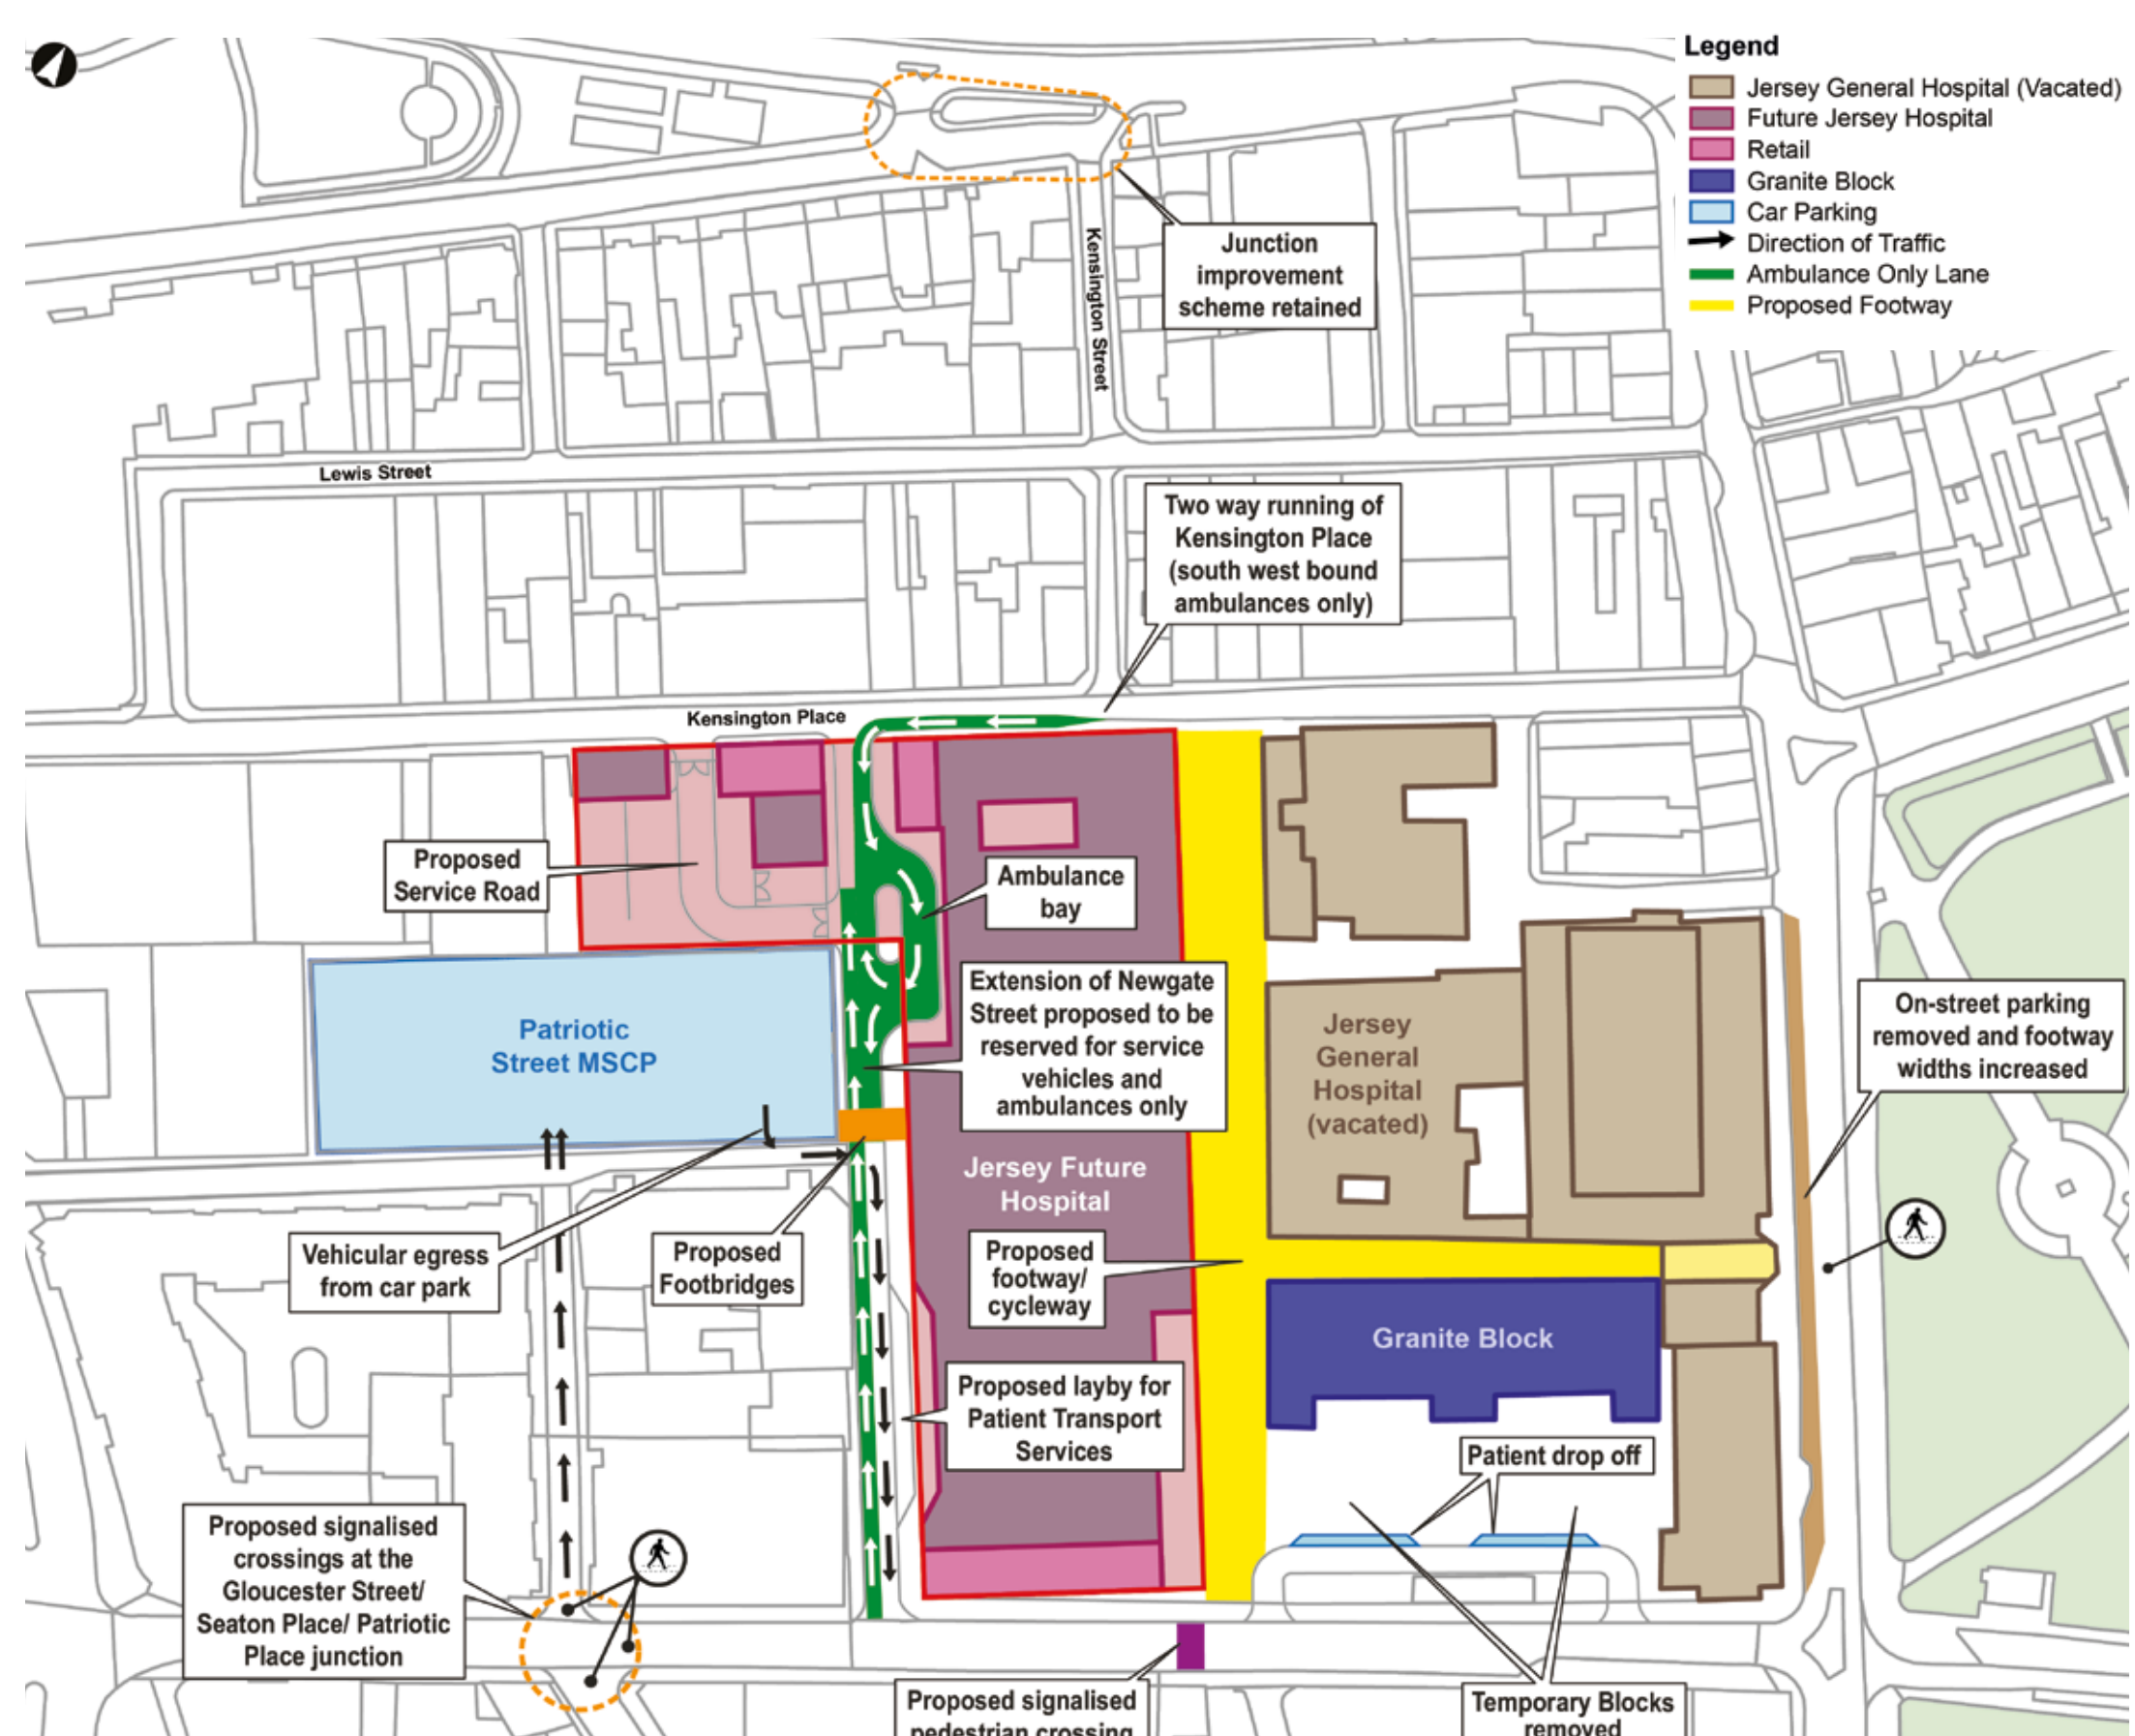 Legend
Jersey General Hospital (Vacated)
Future Jersey Hospital
Retail
Granite Block
Car Parking
Direction of Traffic
Ambulance Only Lane
Proposed Footway
Kensington Street
Junction
improvement
scheme retained
Lewis Street
Two way running of
Kensington Place
(south west bound
ambulances only)
Kensington Place
Proposed
Service Road
Ambulance
bay
Patriotic
Street MSCP
Extension of Newgate
Street proposed to be
reserved for service
vehicles and
ambulances only
Jersey
General
Hospital
(vacated)
On-street parking
removed and footway
widths increased
Jersey Future
Hospital
Vehicular egress
from car park
Proposed
Footbridges
Proposed
footway/
cycleway
Granite Block
Proposed layby for
Patient Transport
Services
Patient drop off
Proposed signalised
crossings at the
Gloucester Street/
Seaton Place/ Patriotic
Place junction
Proposed signalised
pedestrian crossing
Temporary Blocks
removed